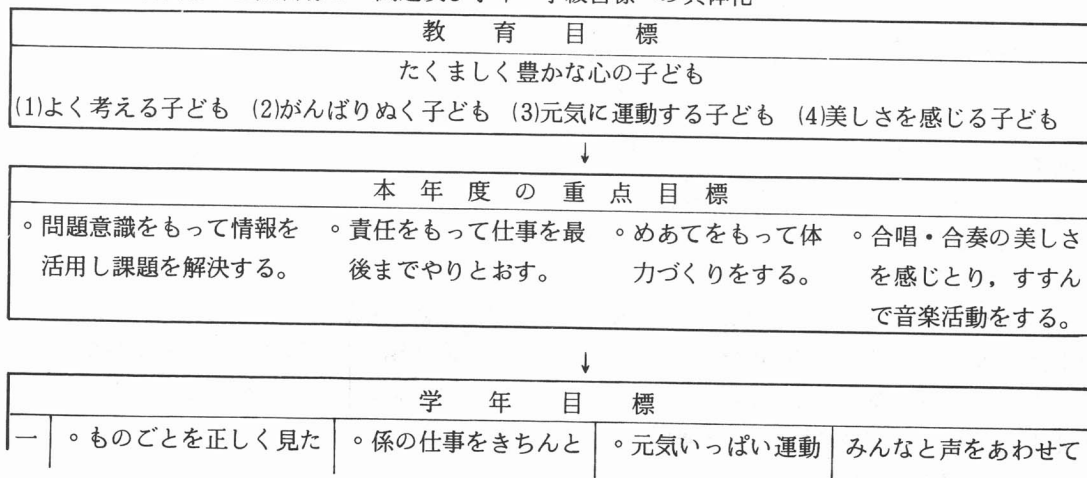 教育目標
たくましく豊かな心の子ども
(1)よく考える子ども (2)がんばりぬく子ども (3)元気に運動する子ども (4)美しさを感じる子ども
↓
本年度の重点目標
。問題意識をもって情報を
活用し課題を解決する。
。責任をもって仕事を最
後までやりとおす。
。めあてをもって体
力づくりをする。
。合唱・合奏の美しさ
を感じとり，すすん
で音楽活動をする。
↓
学年目標
一
。ものごとを正しく見た
。係の仕事をきちんと
。元気いっぱい運動
みんなと声をあわせて